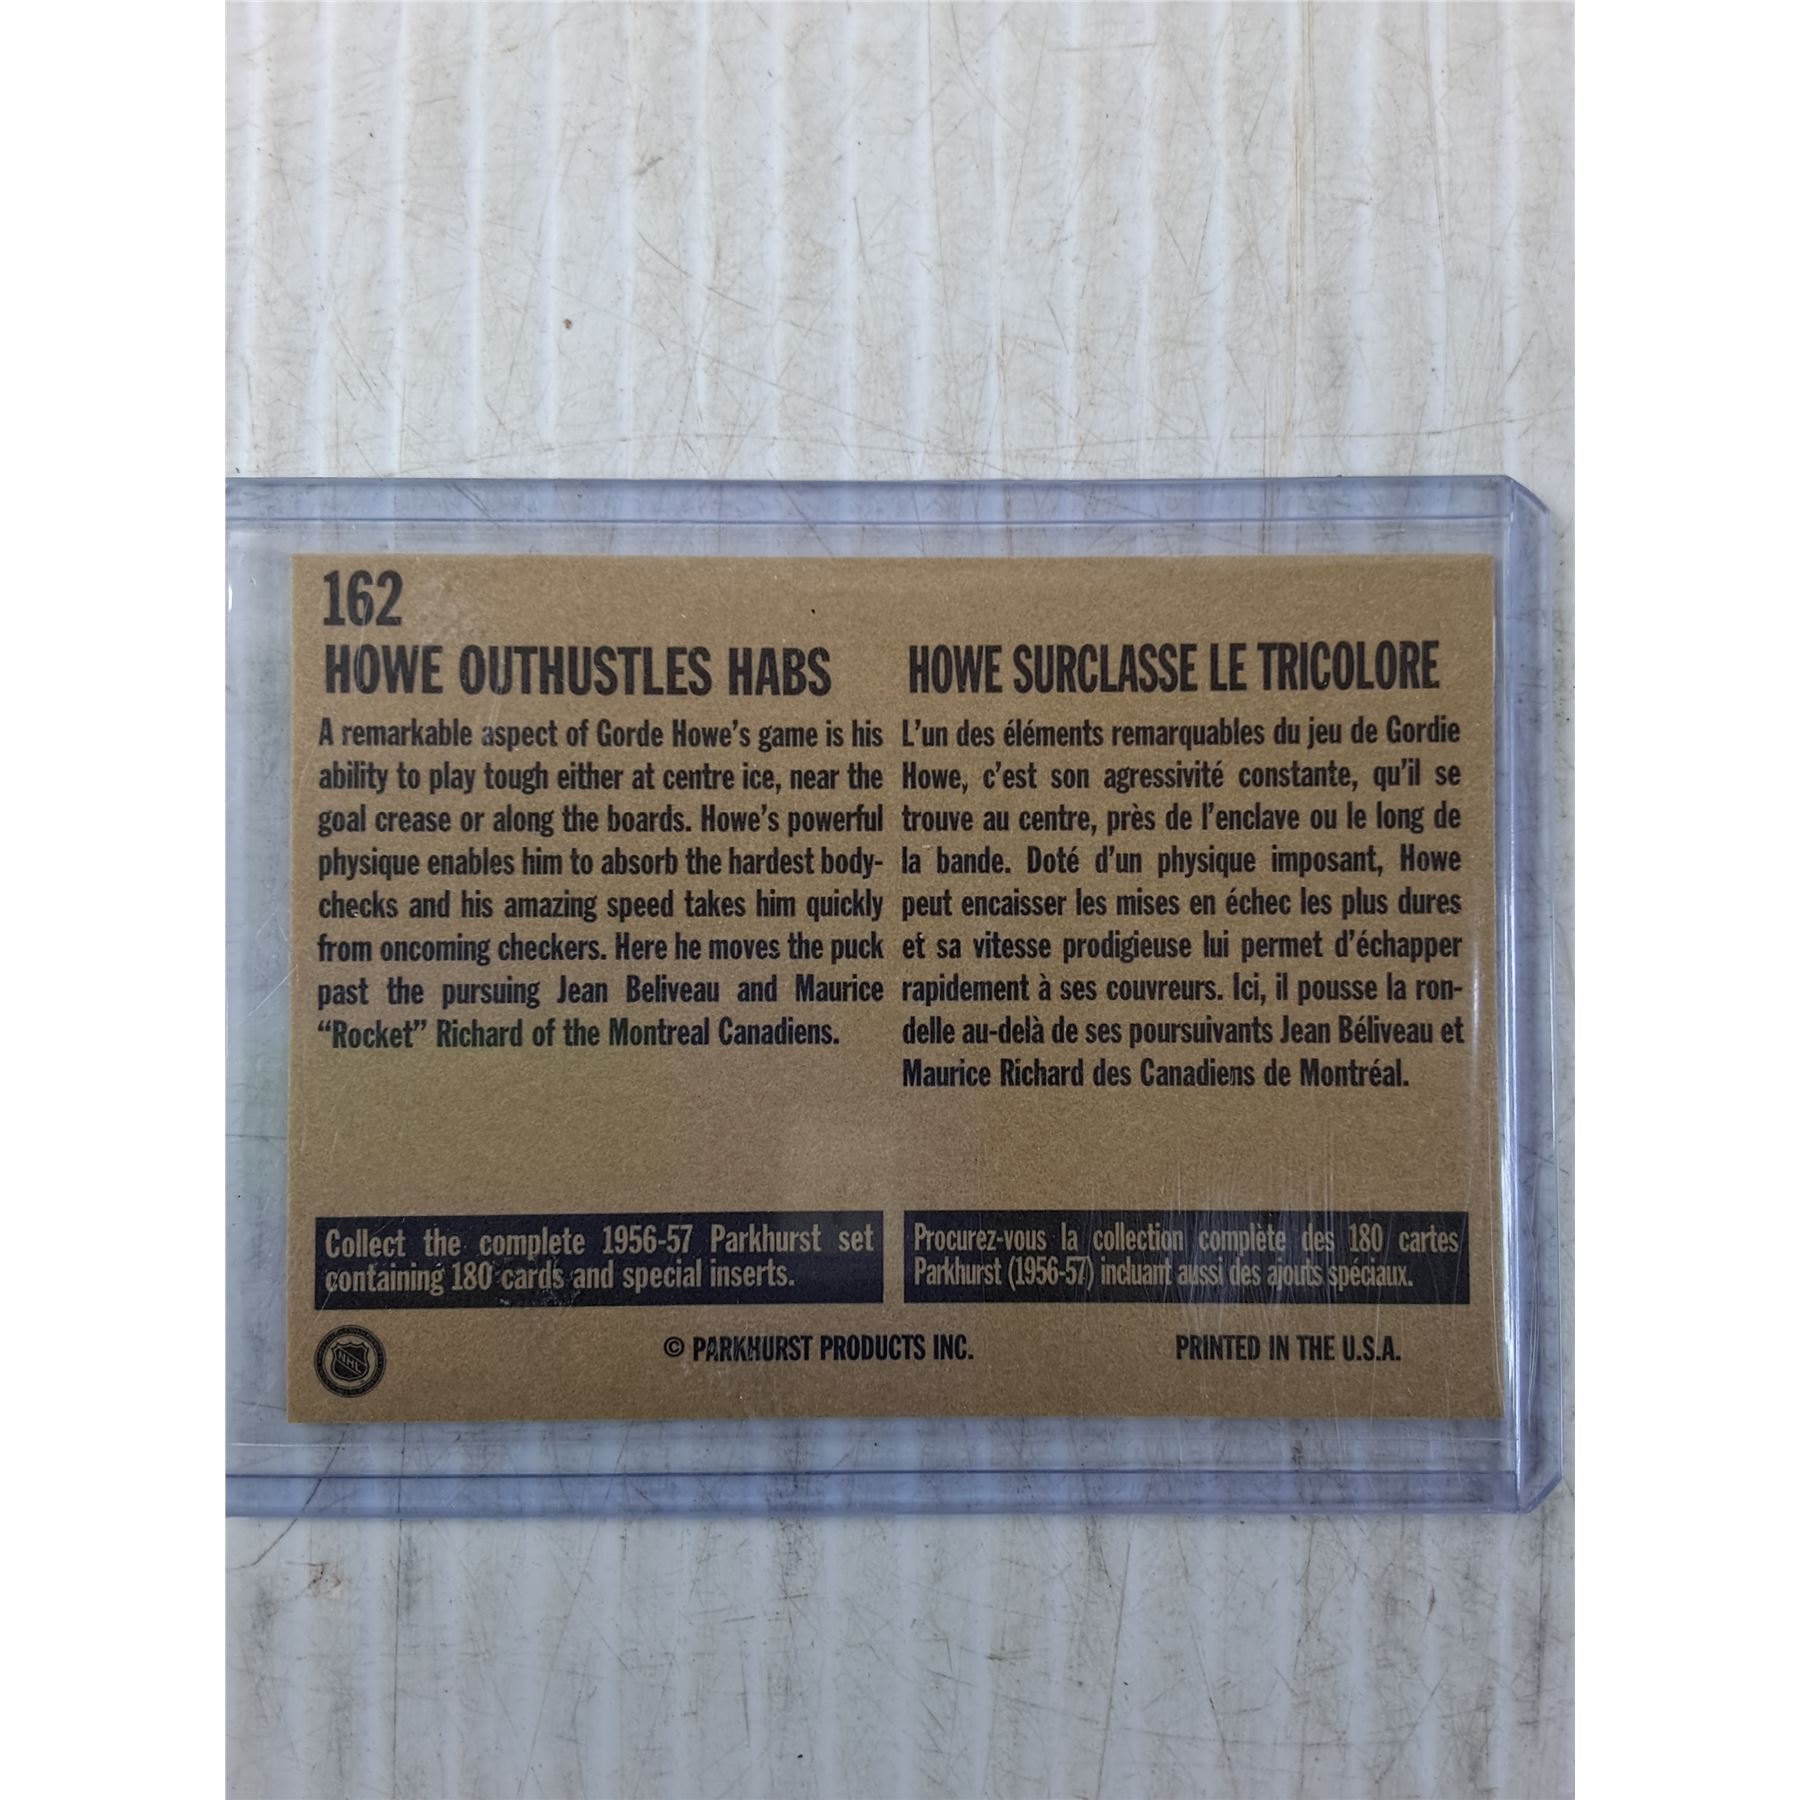 162
HOWE OUTHUSTLES HABS
A remarkable aspect of Gorde Howe's game is his
ability to play tough either at centre ice, near the
goal crease or along the boards. Howe's powerful
physique enables him to absorb the hardest body-
checks and his amazing speed takes him quickly
from oncoming checkers. Here he moves the puck
past the pursuing Jean Beliveau and Maurice
“Rocket” Richard of the Montreal Canadiens.
HOWE SURCLASSE LE TRICOLORE
L'un des éléments remarquables du jeu de Gordie
Howe, c'est son agressivité constante, qu'il se
trouve au centre, près de l'enclave ou le long de
la bande. Doté d'un physique imposant, Howe
peut encaisser les mises en échec les plus dures
et sa vitesse prodigieuse lui permet d'échapper
rapidement à ses couvreurs. Ici, il pousse la ron-
delle au-delà de ses poursuivants Jean Béliveau et
Maurice Richard des Canadiens de Montréal.
Collect the complete 1956-57 Parkhurst set
containing 180 cards and special inserts.
Procurez-vous la collection complète des 180 cartes
Parkhurst (1956-57) incluant aussi des ajouts spéciaux.
NHL
© PARKHURST PRODUCTS INC.
PRINTED IN THE U.S.A.